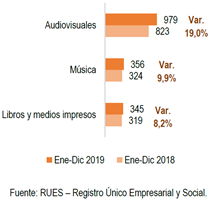 Audiovisuales
979
823
Var.
19,0%
Música
356
324
Var.
9,9%
Libros y medios impresos
345
319
Var.
8,2%
Ene-Dic 2019 Ene-Dic 2018
Fuente: RUES – Registro Único Empresarial y Social.